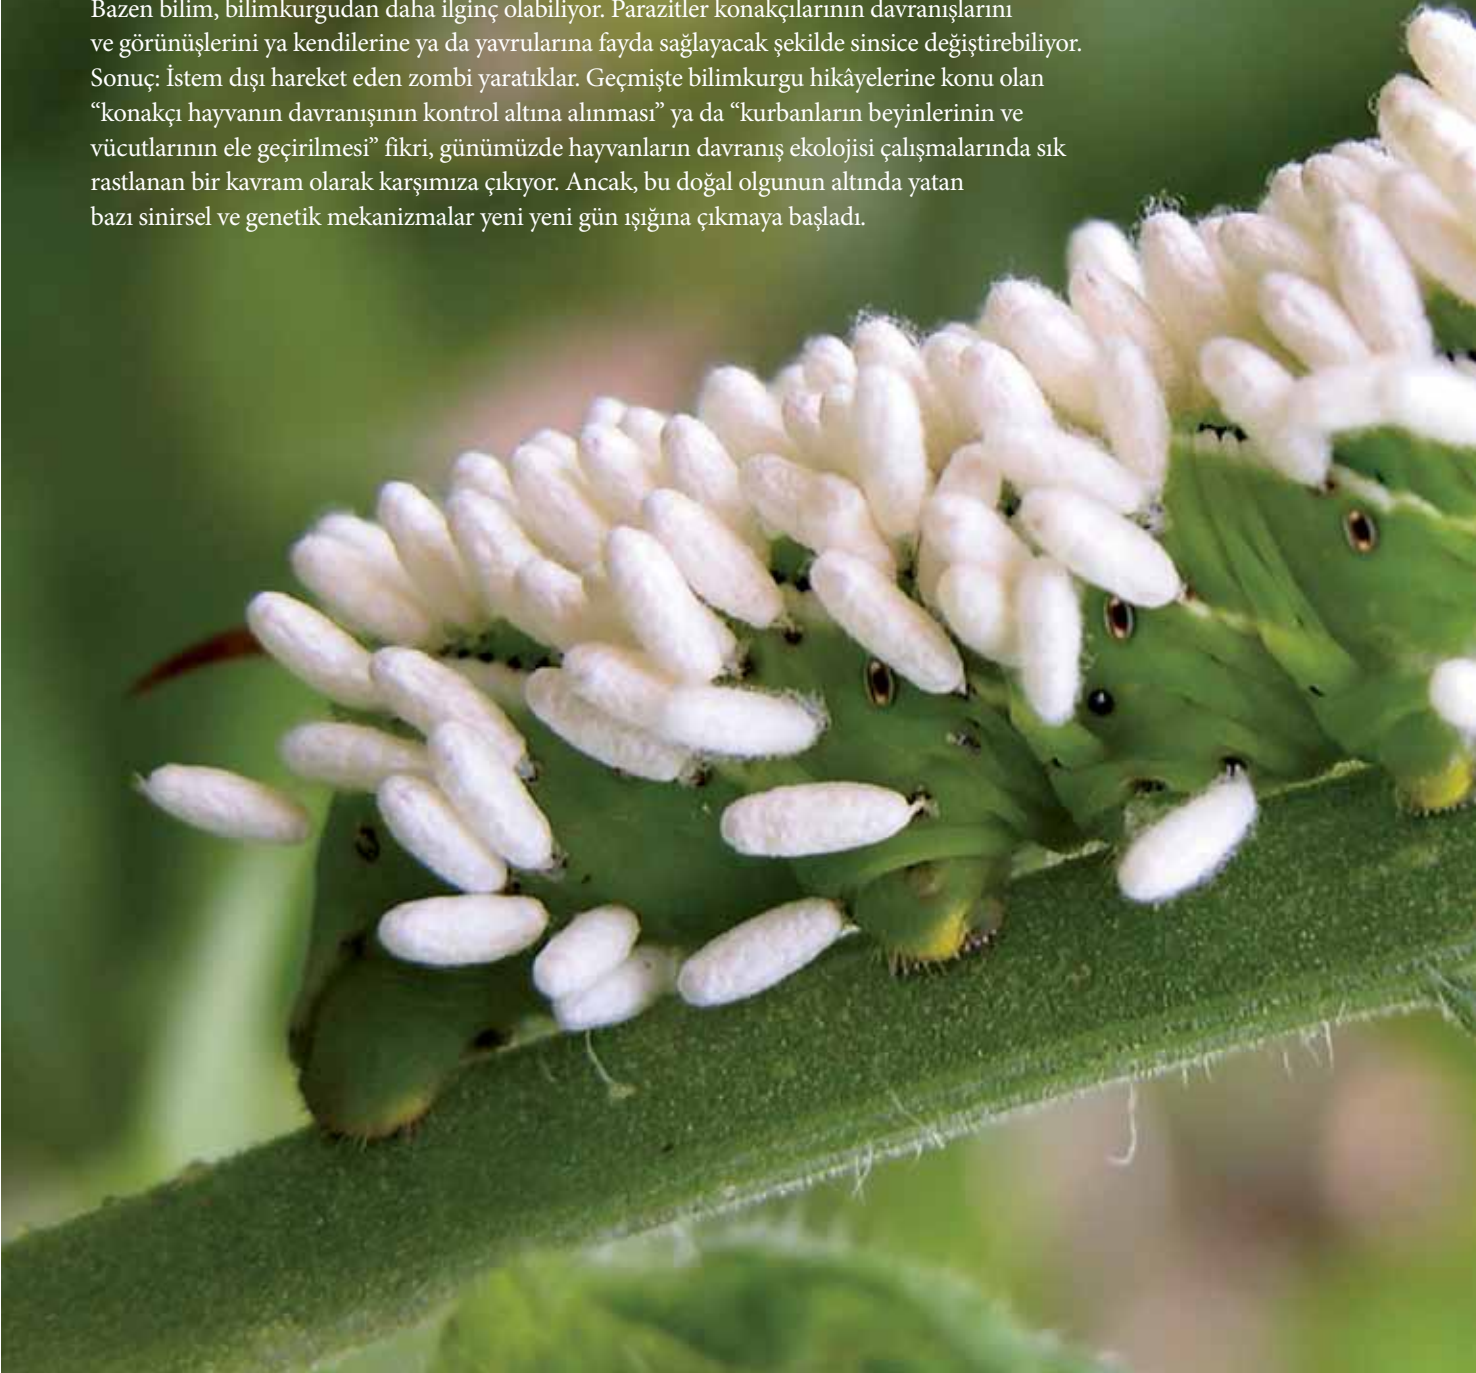 Bazen bilim, bilimkurgudan daha ilginç olabiliyor. Parazitler konakçılarının davranışlarını
ve görünüşlerini ya kendilerine ya da yavrularına fayda sağlayacak şekilde sinsice değiştirebiliyor.
Sonuç: İstem dışı hareket eden zombi yaratıklar. Geçmişte bilimkurgu hikâyelerine konu olan
“konakçı hayvanın davranışının kontrol altına alınması” ya da “kurbanların beyinlerinin ve
vücutlarının ele geçirilmesi” fikri, günümüzde hayvanların davranış ekolojisi çalışmalarında sık
rastlanan bir kavram olarak karşımıza çıkıyor. Ancak, bu doğal olgunun altında yatan
bazı sinirsel ve genetik mekanizmalar yeni yeni gün ışığına çıkmaya başladı.